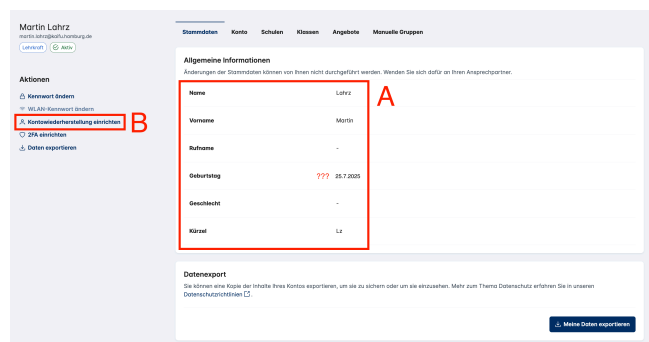 Martin Lahrz
martin.lahrz@kaifu.hamburg.de
Lehrkraft Aktiv
Aktionen
Kennwort ändern
WLAN-Kennwort ändern
Kontowiederherstellung einrichten
B
2FA einrichten
Daten exportieren
Stammdaten Konto Schulen Klassen Angebote Manuelle Gruppen
Allgemeine Informationen
Änderungen der Stammdaten können von Ihnen nicht durchgeführt werden. Wenden Sie sich dafür an Ihren Ansprechpartner.
A
Name Lahrz
Vorname Martin
Rufname -
Geburtstag ??? 25.7.2025
Geschlecht -
Kürzel Lz
Datenexport
Sie können eine Kopie der Inhalte Ihres Kontos exportieren, um sie zu sichern oder um sie einzusehen. Mehr zum Thema Datenschutz erfahren Sie in unseren
Datenschutzrichtlinien.
Meine Daten exportieren